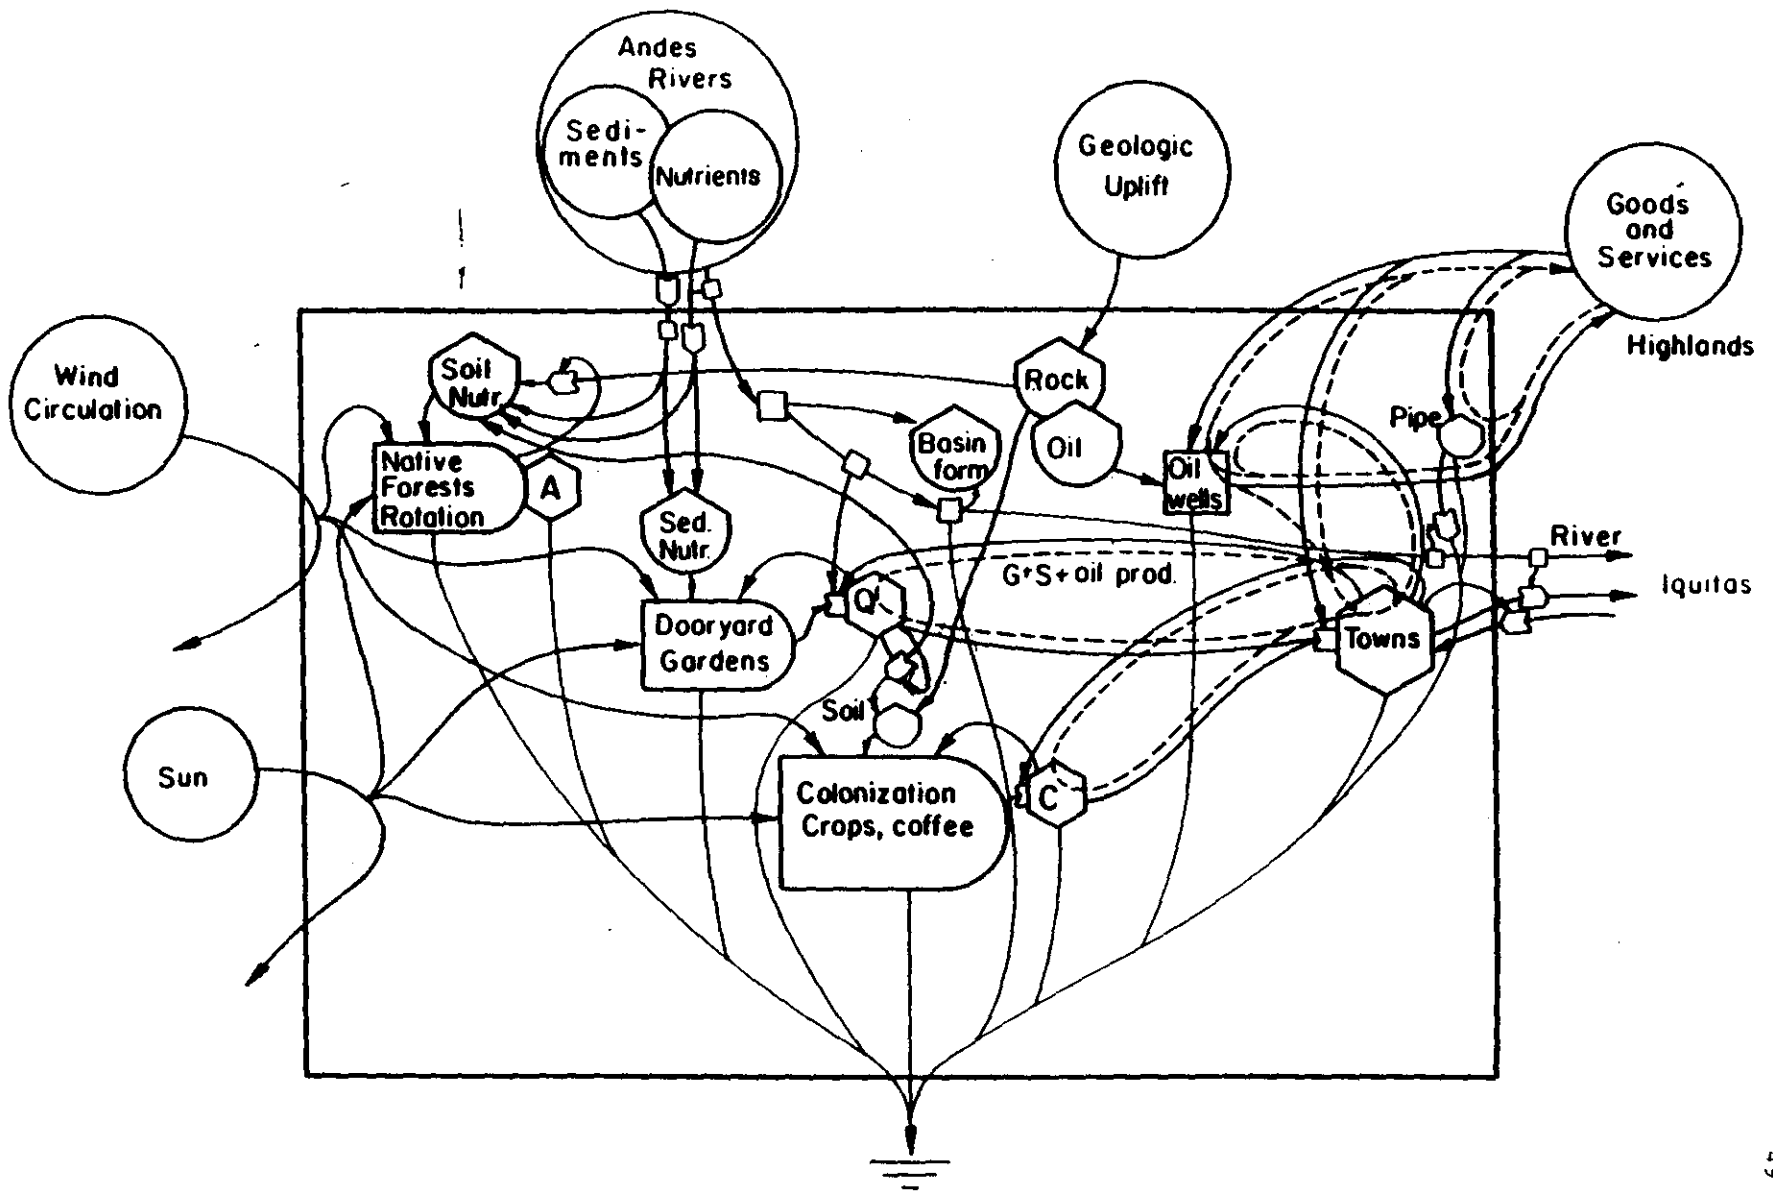 Andes
Rivers
Sedi-
ments
Nutrients
Geologic
Uplift
Goods
and
Services
Highlands
Wind
Circulation
Soil
Nutr.
Rock
Pipe
Basin
form
Oil
Oil
wells
Native
Forests
Rotation
A
Sed.
Nutr.
River
G+S+oil prod.
Iquitas
Q
Dooryard
Gardens
Towns
Soil
Sun
Colonization
Crops, coffee
C